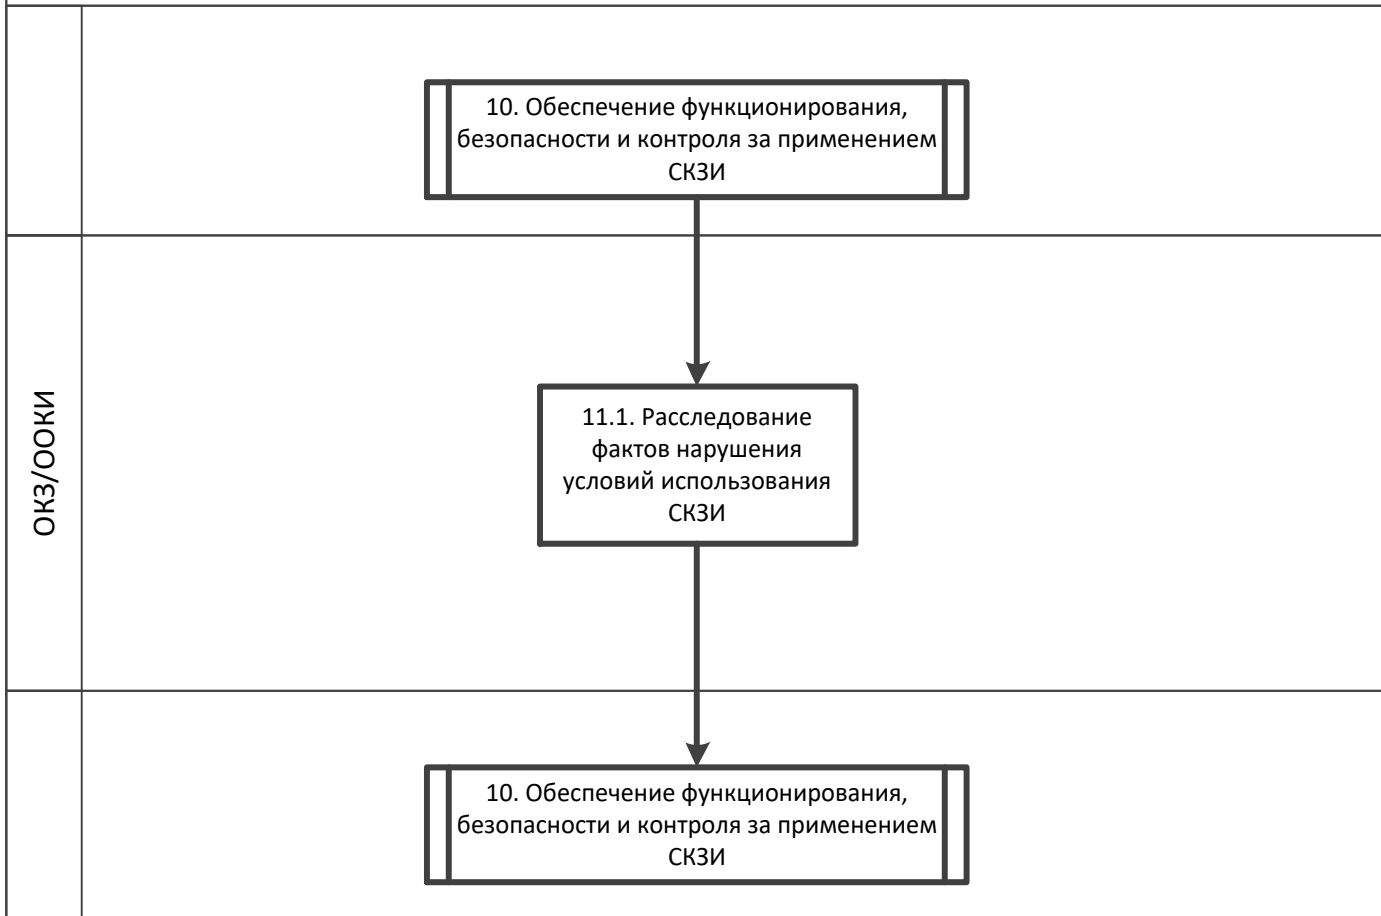 10. Обеспечение функционирования,
безопасности и контроля за применением
СКЗИ
ОКЗ/ООКИ
11.1. Расследование
фактов нарушения
условий использования
СКЗИ
10. Обеспечение функционирования,
безопасности и контроля за применением
СКЗИ